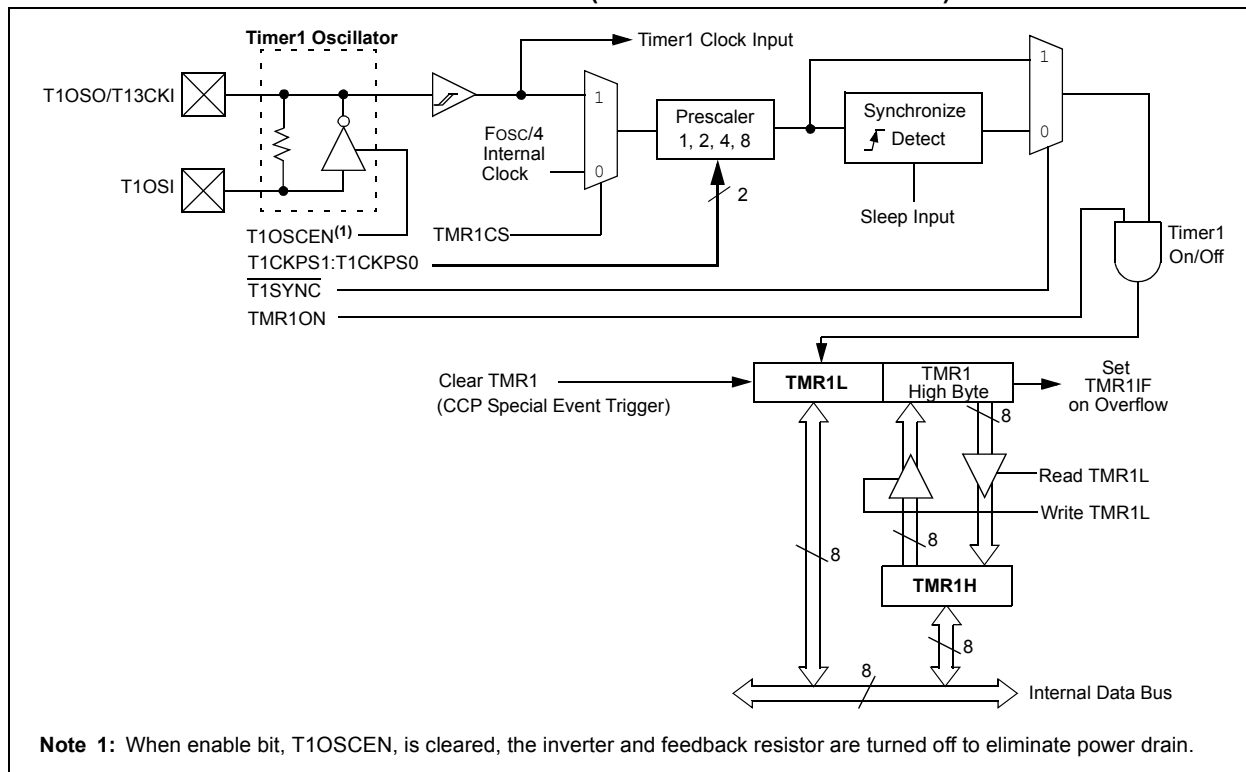 Timer1 Oscillator
Timer1 Clock Input
T1OSO/T13CKI
1
FOSC/4
Internal
Clock
0
Prescaler
1, 2, 4, 8
Synchronize
Detect
1
0
2
T1OSI
Sleep Input
T1OSCEN(1)
TMR1CS
T1CKPS1:T1CKPS0
T1SYNC
TMR1ON
Timer1
On/Off
Clear TMR1
(CCP Special Event Trigger)
TMR1L
TMR1
High Byte
Set
TMR1IF
on Overflow
8
Read TMR1L
Write TMR1L
8
8
TMR1H
8
8
Internal Data Bus
Note 1: When enable bit, T1OSCEN, is cleared, the inverter and feedback resistor are turned off to eliminate power drain.